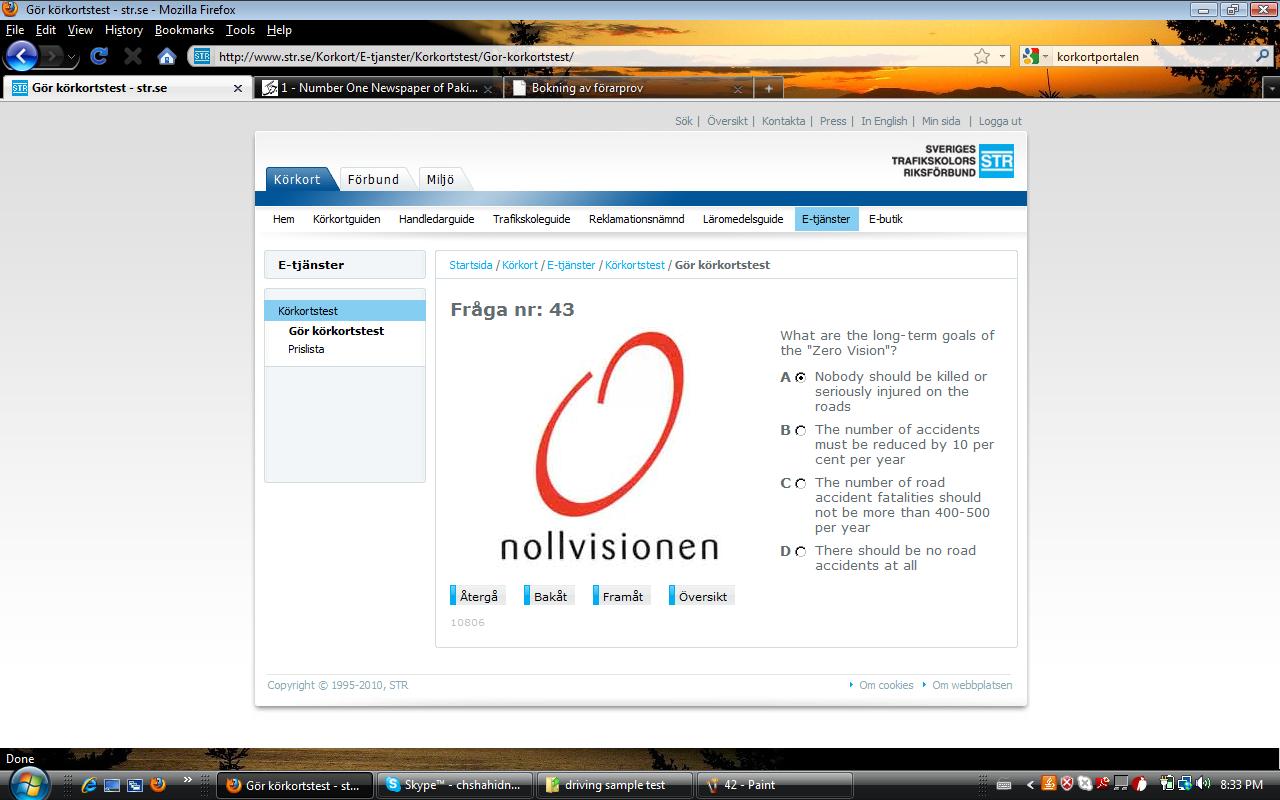 Gör körkortstest - str.se - Mozilla Firefox
File Edit View History Bookmarks Tools Help
STR http://www.str.se/Korkort/E-tjanster/Korkortstest/Gor-korkortstest/ korkortportalen
STR Gör körkortstest - str.se 1 - Number One Newspaper of Paki... Bokning av förarprov
Sök | Översikt | Kontakta | Press | In English | Min sida | Logga ut
SVERIGES
TRAFIKSKOLORS STR
RIKSFÖRBUND
Körkort Förbund Miljö
Hem Körkortguiden Handledarguide Trafikskoleguide Reklamationsnämnd Läromedelsguide E-tjänster E-butik
E-tjänster
Startsida / Körkort / E-tjänster / Körkortstest / Gör körkortstest
Körkortstest
Gör körkortstest
Prislista
Fråga nr: 43
nollvisionen
What are the long-term goals of
the "Zero Vision"?
A Nobody should be killed or
seriously injured on the
roads
B The number of accidents
must be reduced by 10 per
cent per year
C The number of road
accident fatalities should
not be more than 400-500
per year
D There should be no road
accidents at all
Återgå Bakåt Framåt Översikt
10806
Copyright © 1995-2010, STR Om cookies Om webbplatsen
Done
Gör körkortstest - st... Skype™ - chshahidn... driving sample test 42 - Paint 8:33 PM